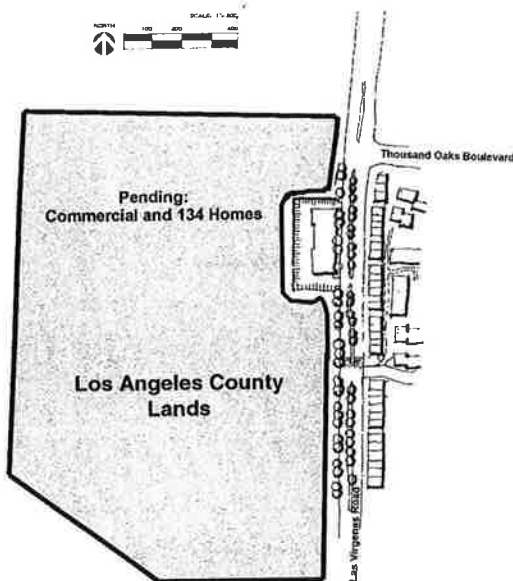 NORTH
Thousand Oaks Boulevard
Pending:
Commercial and 134 Homes
Los Angeles County
Lands
Las Virgenes Road